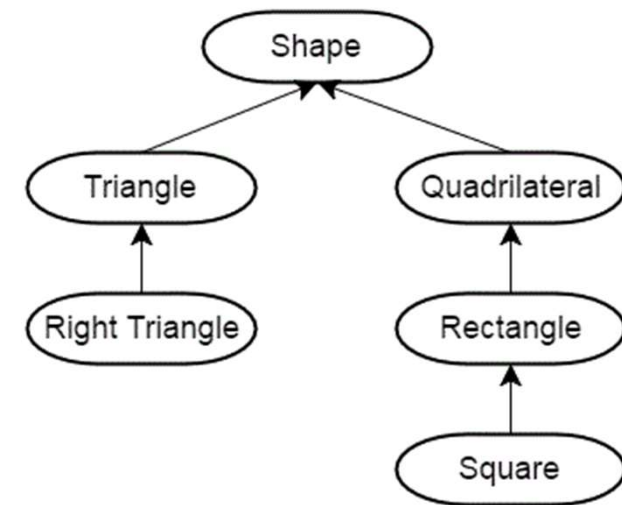 Shape
Triangle
Quadrilateral
Right Triangle
Rectangle
Square